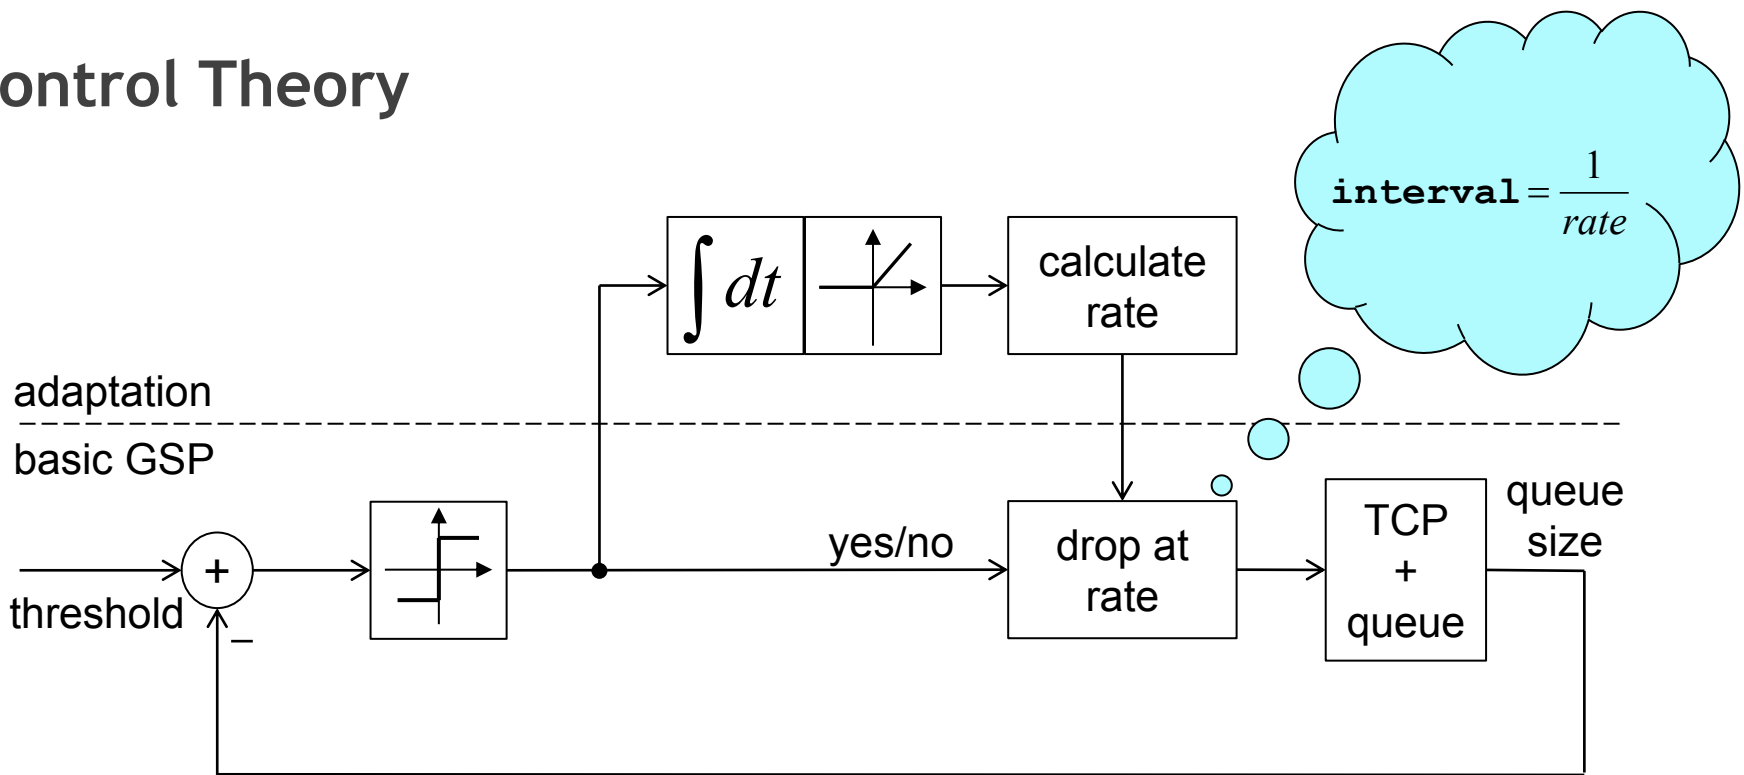 ontrol Theory
interval = 1/rate
∫ dt
calculate
rate
adaptation
basic GSP
queue
size
TCP
+
queue
yes/no
drop at
rate
+
threshold
−